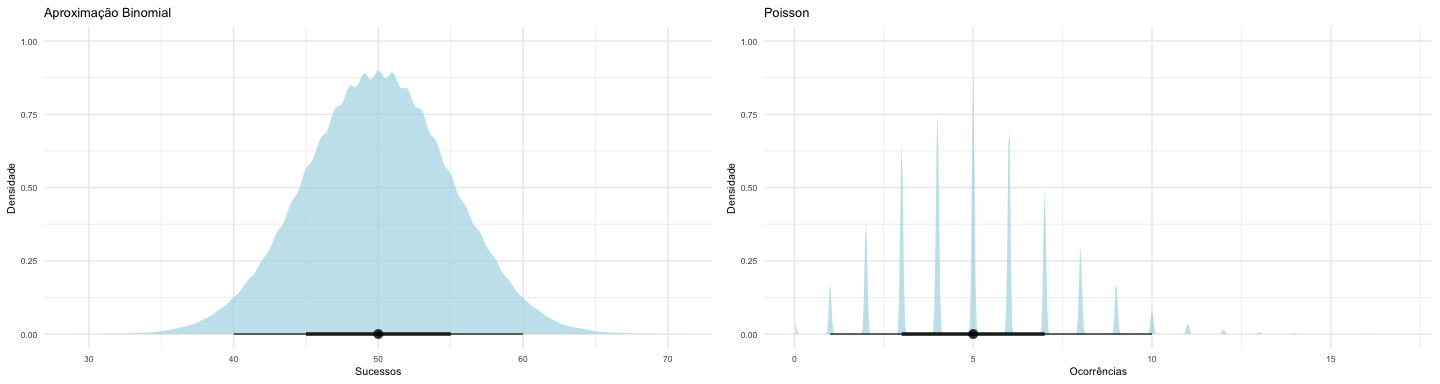 Aproximação Binomial
Densidade
1.00
0.75
0.50
0.25
0.00
30 40 50 60 70
Sucessos
Poisson
Densidade
1.00
0.75
0.50
0.25
0.00
0 5 10 15
Ocorrências